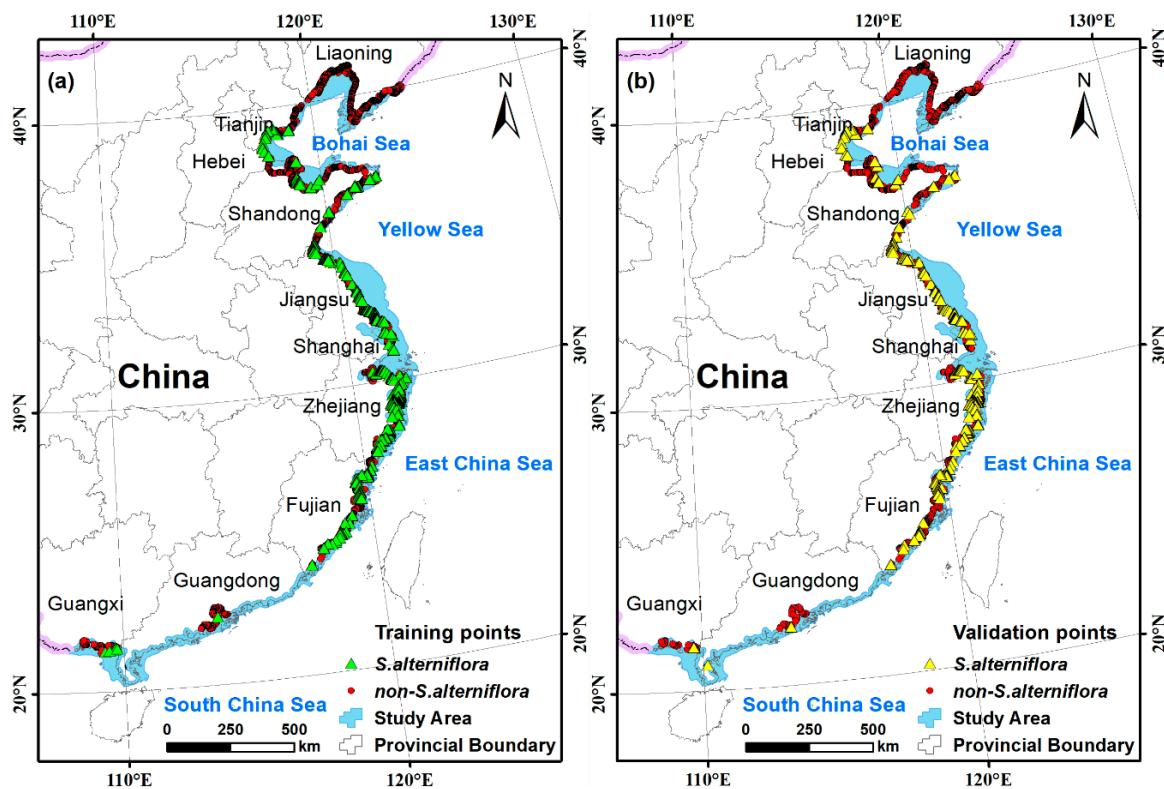 110°E
120°E
130°E
40°N
(a)
Liaoning
N
40°N
Tianjin
Bohai Sea
Hebei
Shandong
Yellow Sea
Jiangsu
Shanghai
30°N
China
Zhejiang
30°N
East China Sea
Fujian
Guangdong
Guangxi
20°N
Training points
S.alterniflora
non-S.alterniflora
20°N
South China Sea
Study Area
0 250 500
km
Provincial Boundary
110°E
120°E
110°E
120°E
130°E
40°N
(b)
Liaoning
N
40°N
Tianjin
Bohai Sea
Hebei
Shandong
Yellow Sea
Jiangsu
Shanghai
30°N
China
Zhejiang
30°N
East China Sea
Fujian
Guangdong
Guangxi
20°N
Validation points
S.alterniflora
non-S.alterniflora
20°N
South China Sea
Study Area
0 250 500
km
Provincial Boundary
110°E
120°E